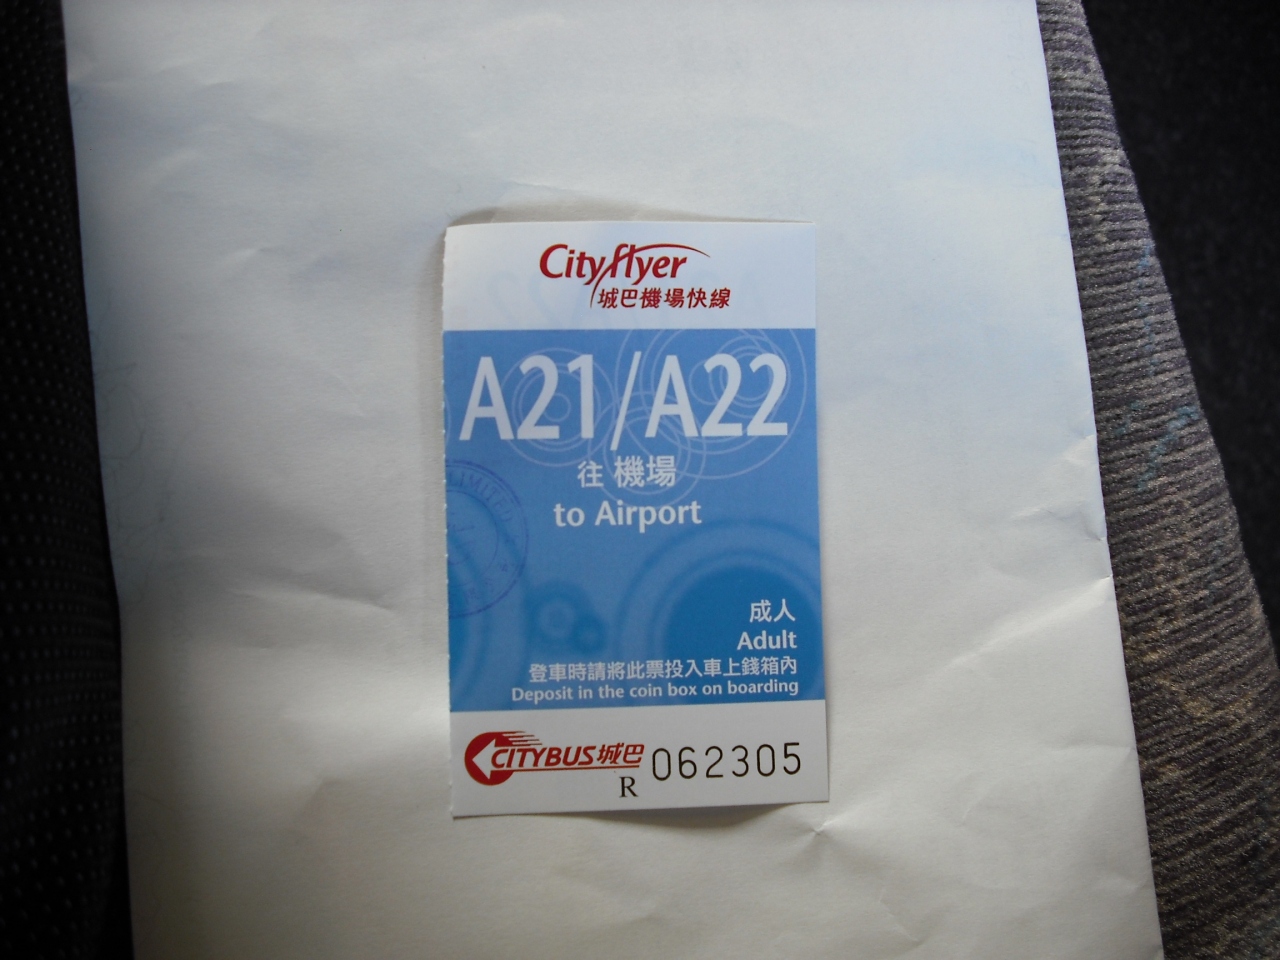 Cityflyer
城巴機場快線
A21/A22
往 機場
to Airport
LIMITED
成人
Adult
登車時請將此票投入車上錢箱內
Deposit in the coin box on boarding
CITYBUS城巴 062305
R